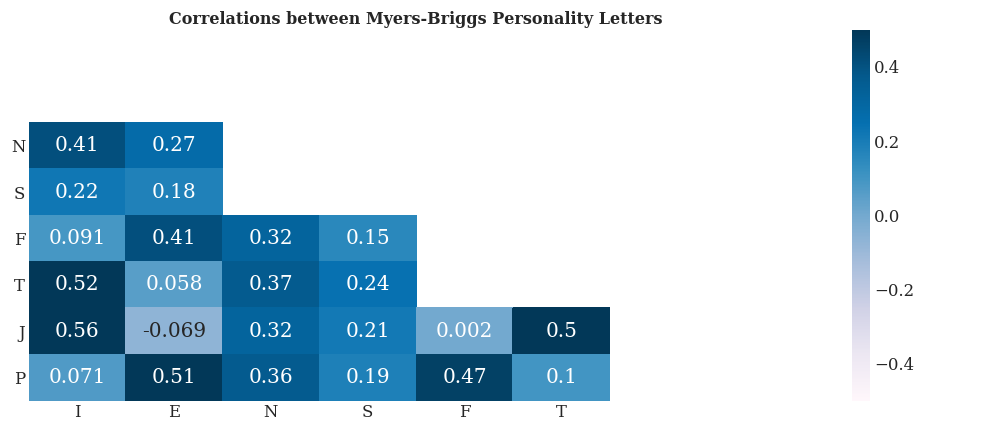 Correlations between Myers-Briggs Personality Letters
0.4
N 0.41 0.27
0.2
S 0.22 0.18
0.0
F 0.091 0.41 0.32 0.15
T 0.52 0.058 0.37 0.24
−0.2
J 0.56 -0.069 0.32 0.21 0.002 0.5
−0.4
P 0.071 0.51 0.36 0.19 0.47 0.1
I E N S F T